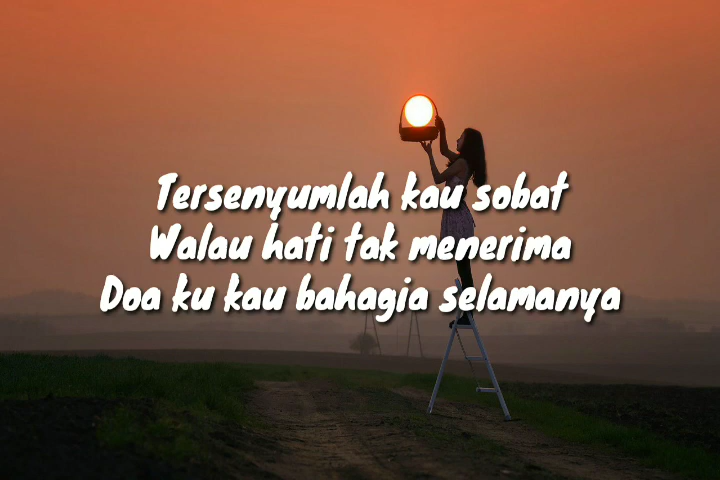 Tersenyumlah kau sobat
Walau hati tak menerima
Doa ku kau bahagia selamanya